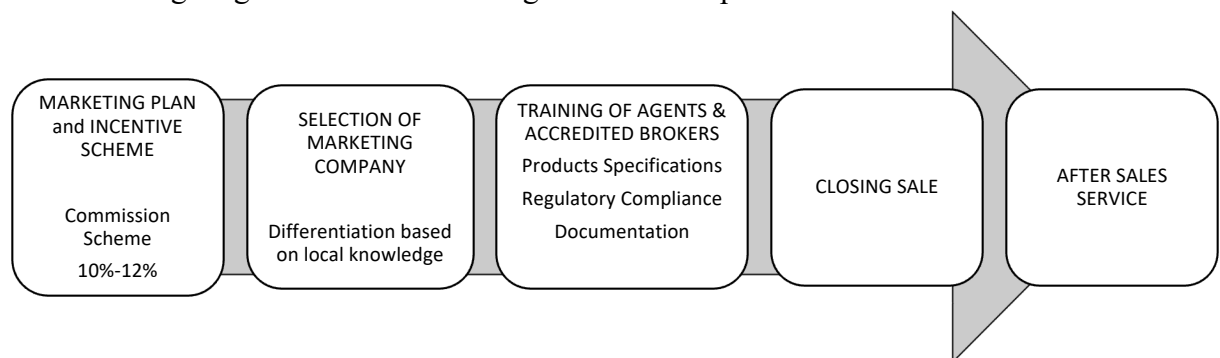 MARKETING PLAN
and INCENTIVE
SCHEME
Commission
Scheme
10%-12%
SELECTION OF
MARKETING
COMPANY
Differentiation based
on local knowledge
TRAINING OF AGENTS &
ACCREDITED BROKERS
Products Specifications
Regulatory Compliance
Documentation
CLOSING SALE
AFTER SALES
SERVICE